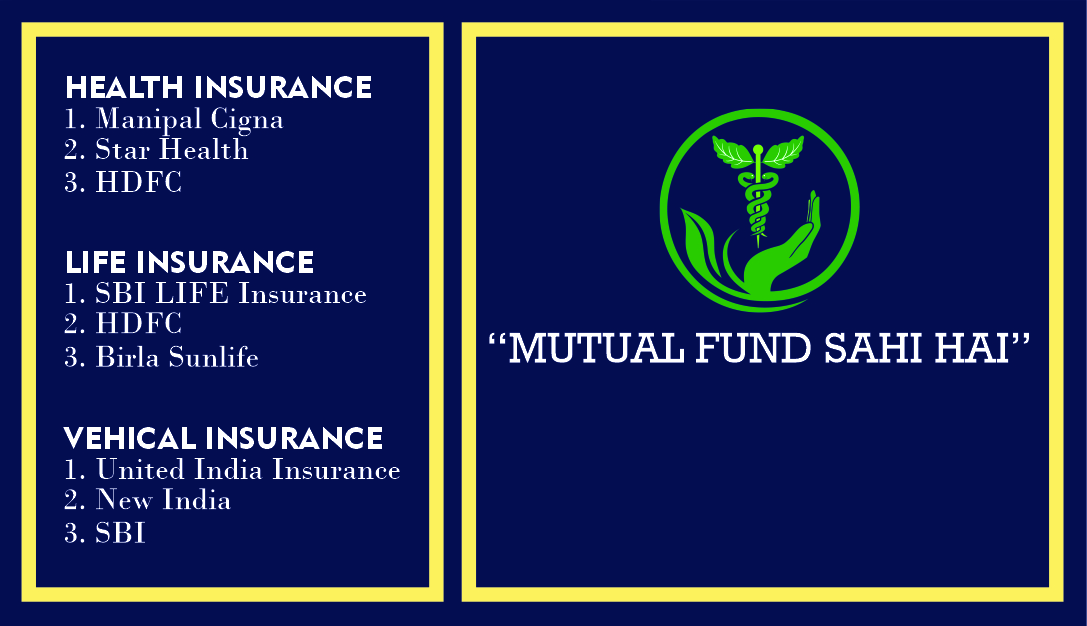 HEALTH INSURANCE
1. Manipal Cigna
2. Star Health
3. HDFC
LIFE INSURANCE
1. SBI LIFE Insurance
2. HDFC
3. Birla Sunlife
VEHICAL INSURANCE
1. United India Insurance
2. New India
3. SBI
“MUTUAL FUND SAHI HAI”